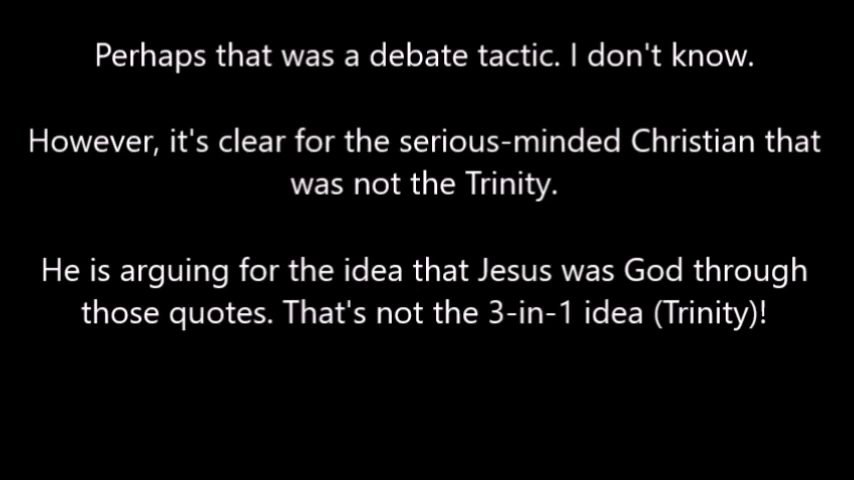 Perhaps that was a debate tactic. I don't know.
However, it's clear for the serious-minded Christian that
was not the Trinity.
He is arguing for the idea that Jesus was God through
those quotes. That's not the 3-in-1 idea (Trinity)!